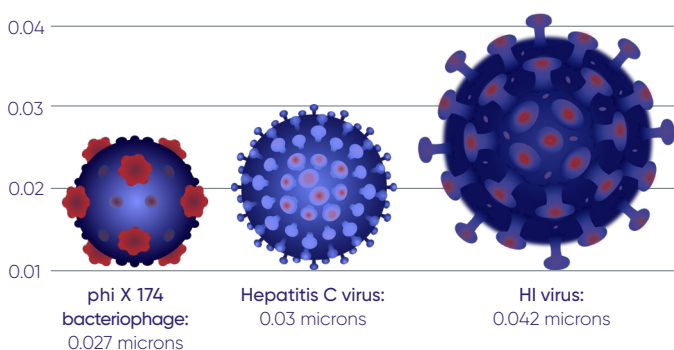 0.04
0.03
0.02
0.01
phi X 174
bacteriophage:
0.027 microns
Hepatitis C virus:
0.03 microns
HI virus:
0.042 microns